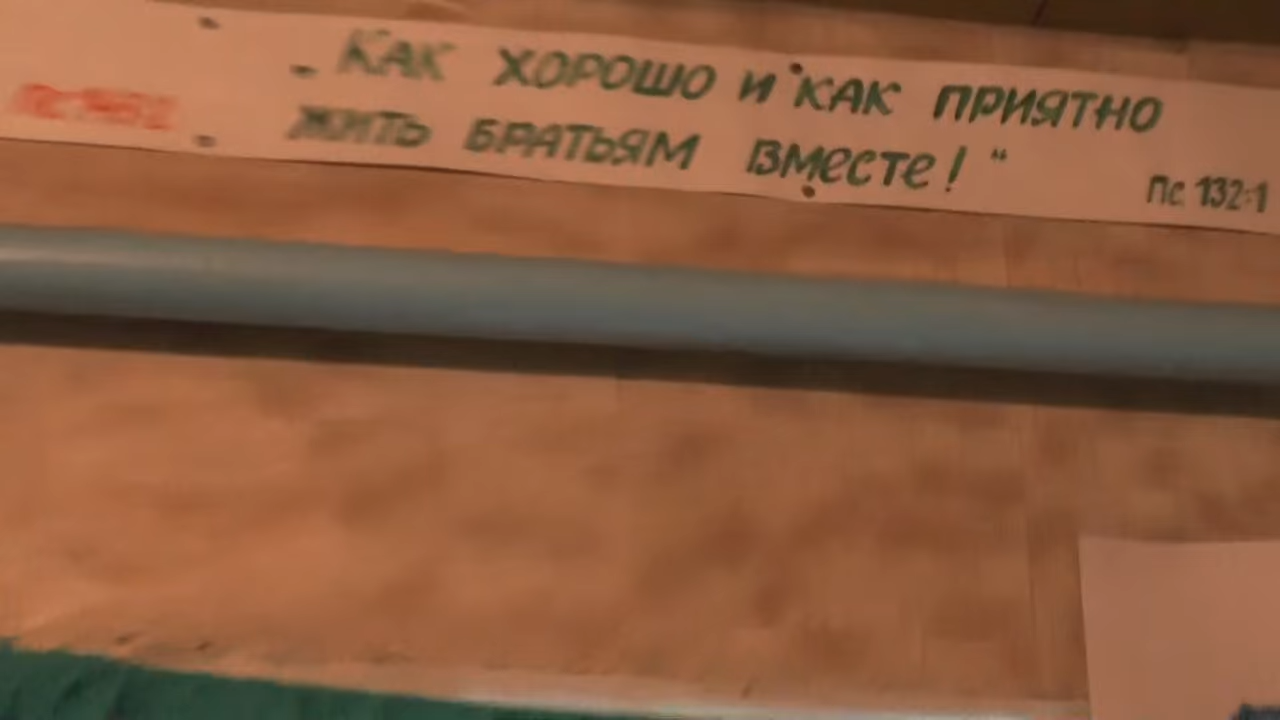 „Как хорошо и как приятно
жить братьям вместе!“
Пс. 132:1